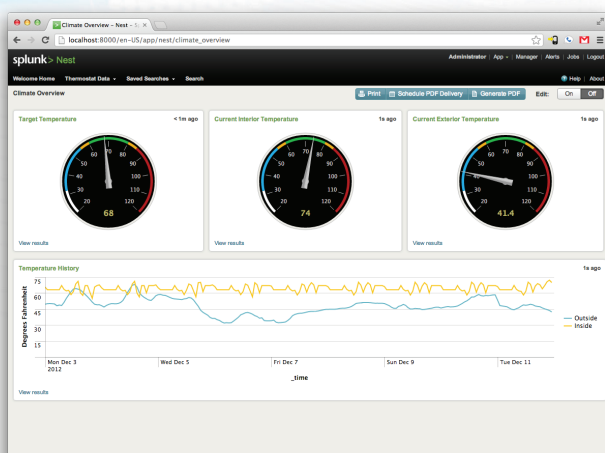 Climate Overview – Nest – S
localhost:8000/en-US/app/nest/climate_overview
splunk> Nest
Administrator | App | Manager | Alerts | Jobs | Logout
Welcome Home Thermostat Data Saved Searches Search
Help | About
Climate Overview
Print Schedule PDF Delivery Generate PDF Edit: On Off
Target Temperature <1m ago
20 30 40 50 60 70 80 90 100 110 120
68
View results
Current Interior Temperature 1s ago
20 30 40 50 60 70 80 90 100 110 120
74
View results
Current Exterior Temperature 1s ago
20 30 40 50 60 70 80 90 100 110 120
41.4
View results
Temperature History 1s ago
Degrees Fahrenheit
75
60
45
30
15
Outside
Inside
Mon Dec 3 Wed Dec 5 Fri Dec 7 Sun Dec 9 Tue Dec 11
2012
_time
View results